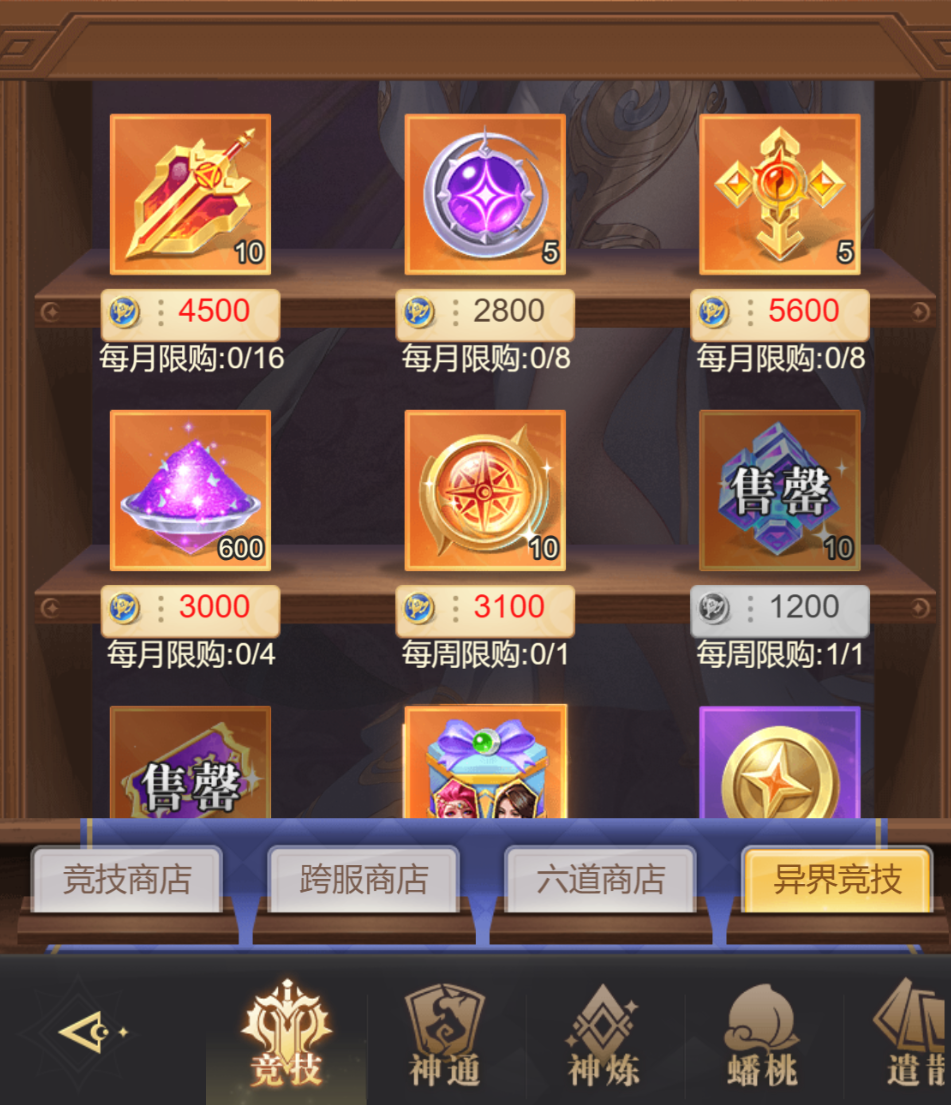 10
5
5
: 4500
: 2800
: 5600
每月限购:0/16
每月限购:0/8
每月限购:0/8
600
10
售罄
10
: 3000
: 3100
: 1200
每月限购:0/4
每周限购:0/1
每周限购:1/1
售罄
竞技商店
跨服商店
六道商店
异界竞技
竞技
神通
神炼
蟠桃
遣